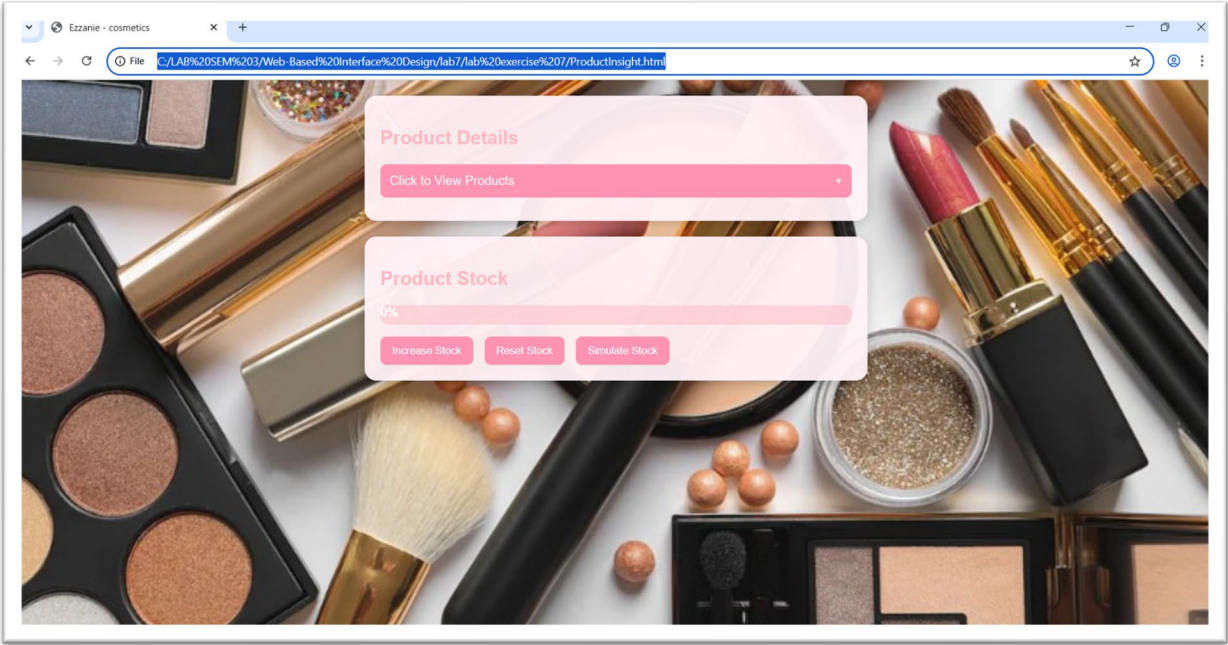 Ezzanie - cosmetics
File C:/LAB%20SEM%203/Web-Based%20Interface%20Design/lab7/lab%20exercise%207/ProductInsight.html
Product Details
Click to View Products +
Product Stock
0%
Increase Stock Reset Stock Simulate Stock